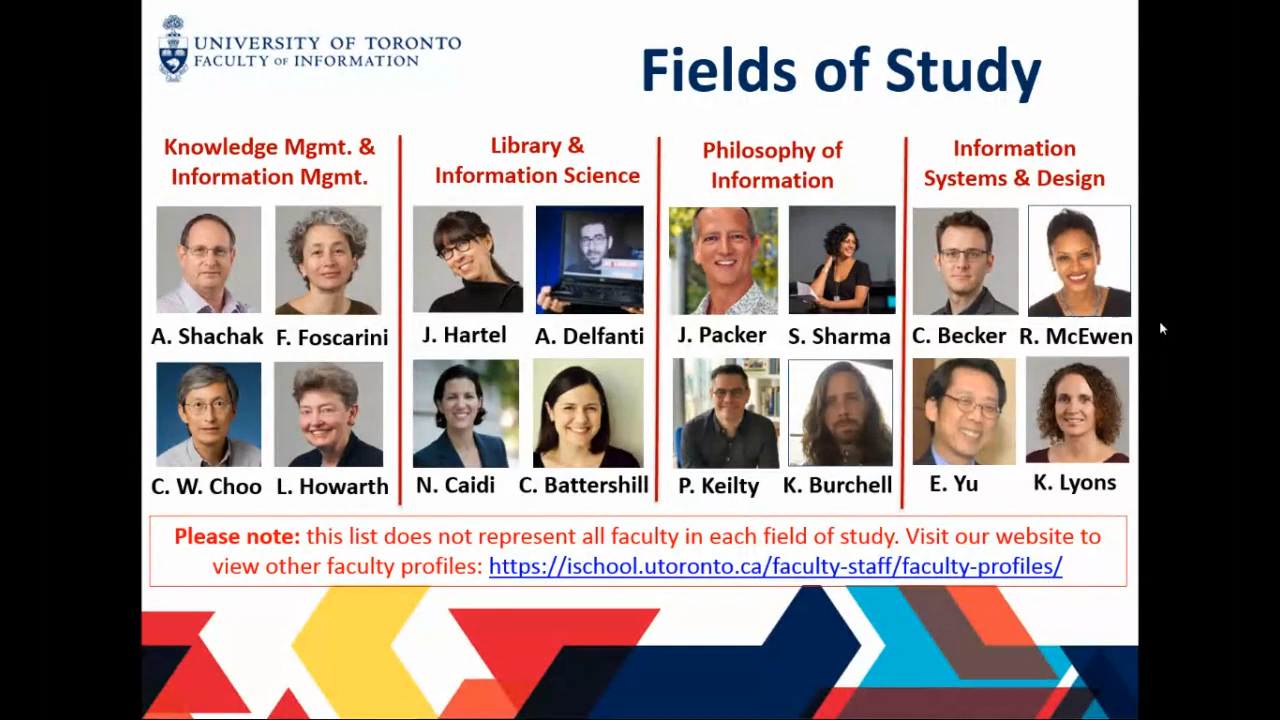 UNIVERSITY OF TORONTO
FACULTY OF INFORMATION
Fields of Study
Knowledge Mgmt. &
Information Mgmt.
A. Shachak
F. Foscarini
C. W. Choo
L. Howarth
Library &
Information Science
J. Hartel
A. Delfanti
N. Caidi
C. Battershill
Philosophy of
Information
J. Packer
S. Sharma
P. Keilty
K. Burchell
Information
Systems & Design
C. Becker
R. McEwen
E. Yu
K. Lyons
Please note: this list does not represent all faculty in each field of study. Visit our website to
view other faculty profiles: https://ischool.utoronto.ca/faculty-staff/faculty-profiles/